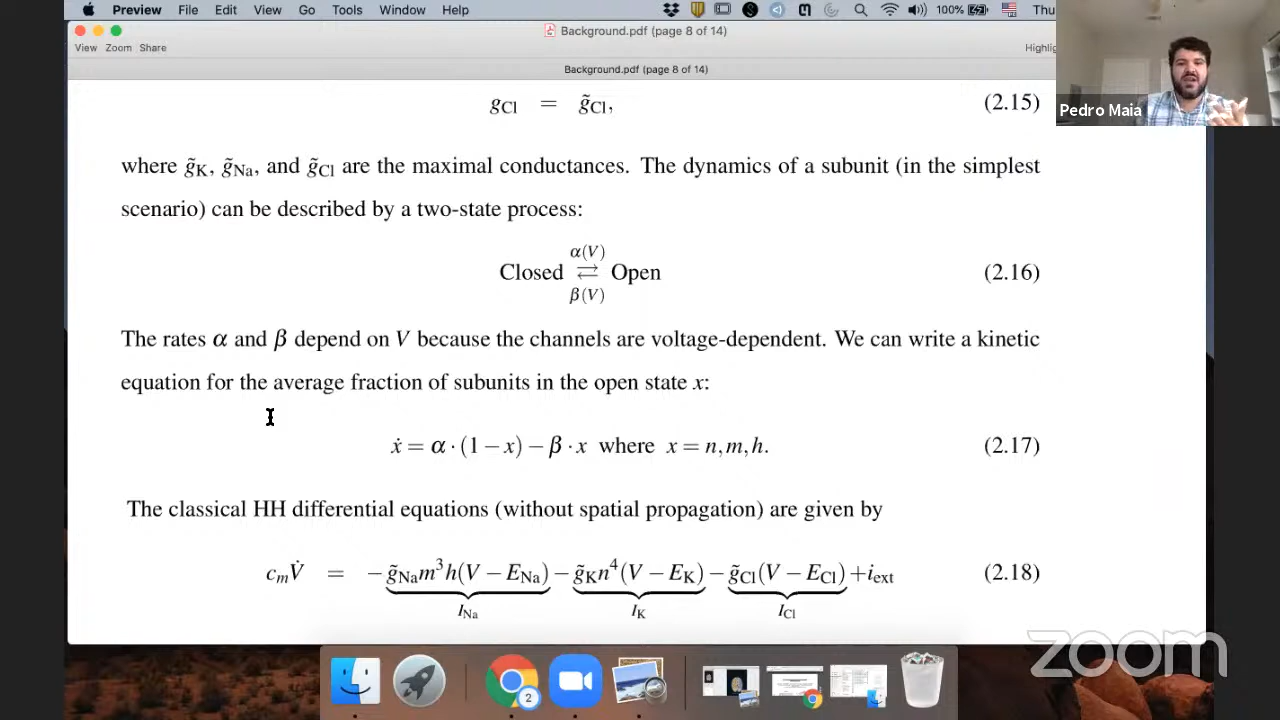 Preview File Edit View Go Tools Window Help 100% Thu
Background.pdf (page 8 of 14)
View Zoom Share Highlig
Background.pdf (page 8 of 14)
Pedro Maia
g_Cl = g̃_Cl, (2.15)
where g̃_K, g̃_Na, and g̃_Cl are the maximal conductances. The dynamics of a subunit (in the simplest
scenario) can be described by a two-state process:
α(V)
Closed ⇄ Open (2.16)
β(V)
The rates α and β depend on V because the channels are voltage-dependent. We can write a kinetic
equation for the average fraction of subunits in the open state x:
ẋ = α · (1 − x) − β · x where x = n, m, h. (2.17)
The classical HH differential equations (without spatial propagation) are given by
c_m V̇ = −g̃_Na m³h(V − E_Na) − g̃_K n⁴(V − E_K) − g̃_Cl(V − E_Cl) + i_ext (2.18)
I_Na I_K I_Cl
zoom
2